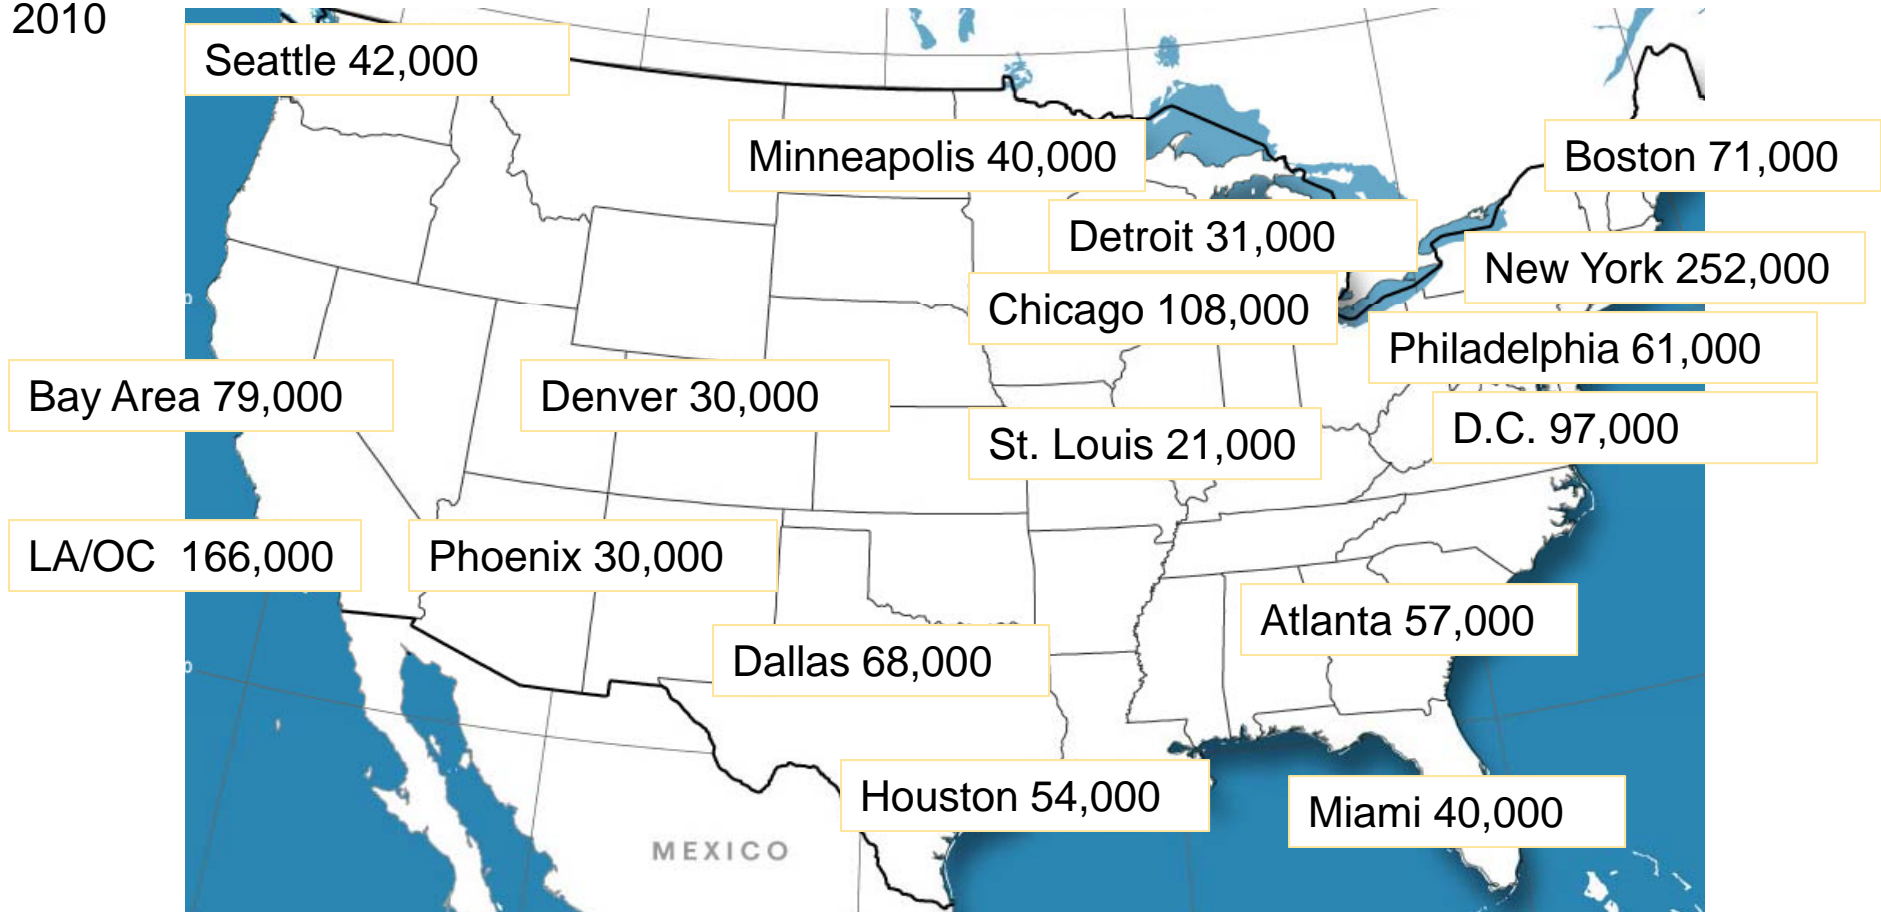 2010
Seattle 42,000
Minneapolis 40,000
Boston 71,000
Detroit 31,000
New York 252,000
Chicago 108,000
Philadelphia 61,000
Bay Area 79,000
Denver 30,000
St. Louis 21,000
D.C. 97,000
LA/OC 166,000
Phoenix 30,000
Atlanta 57,000
Dallas 68,000
Houston 54,000
Miami 40,000
MEXICO